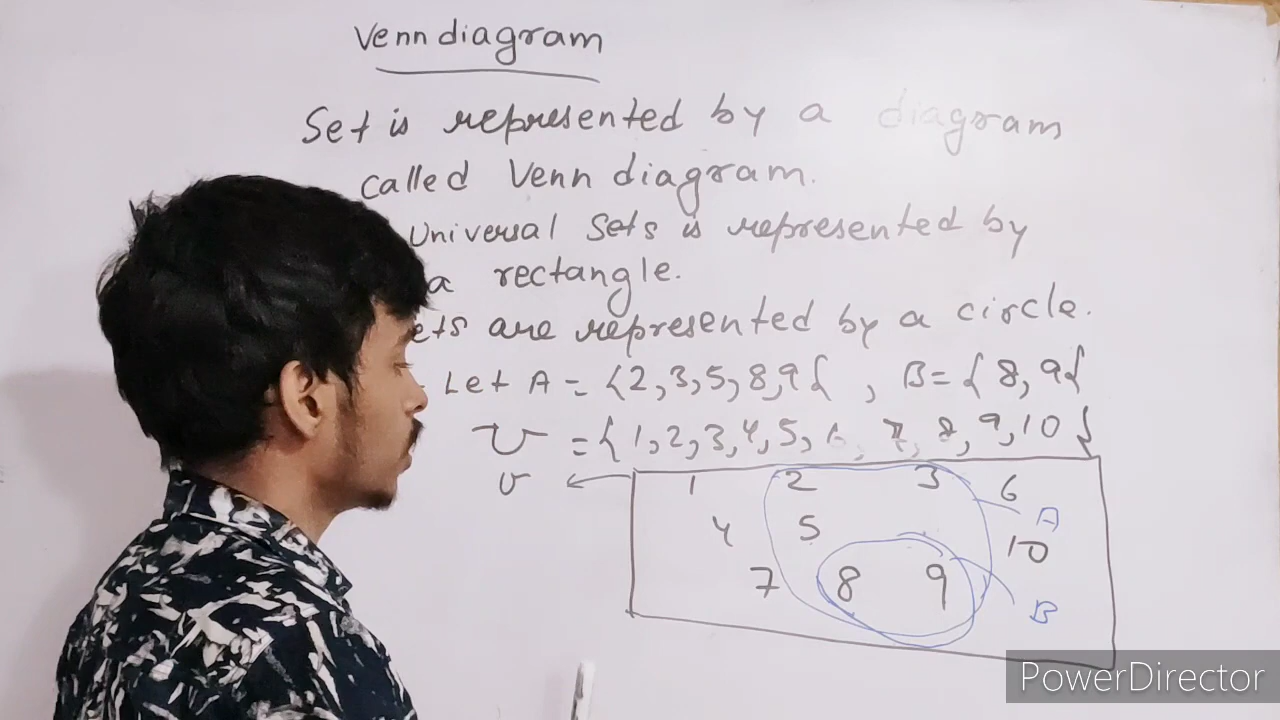 Venn diagram
Set is represented by a diagram
called Venn diagram.
Universal Sets is represented by
a rectangle.
ets are represented by a circle.
Let A = {2,3,5,8,9{ , B={ 8,9{
U = { 1,2,3,4,5, 7, 8, 9,10 }
U
1 2 3 6
A
4 5 10
7 8 9
B
PowerDirector